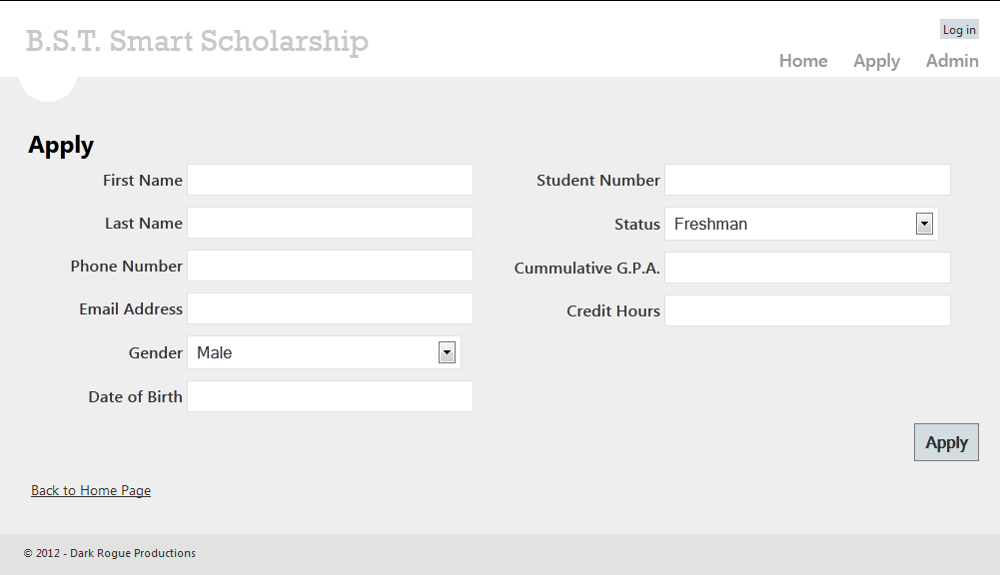 B.S.T. Smart Scholarship
Log in
Home Apply Admin
Apply
First Name
Last Name
Phone Number
Email Address
Gender Male
Date of Birth
Student Number
Status Freshman
Cummulative G.P.A.
Credit Hours
Apply
Back to Home Page
© 2012 - Dark Rogue Productions